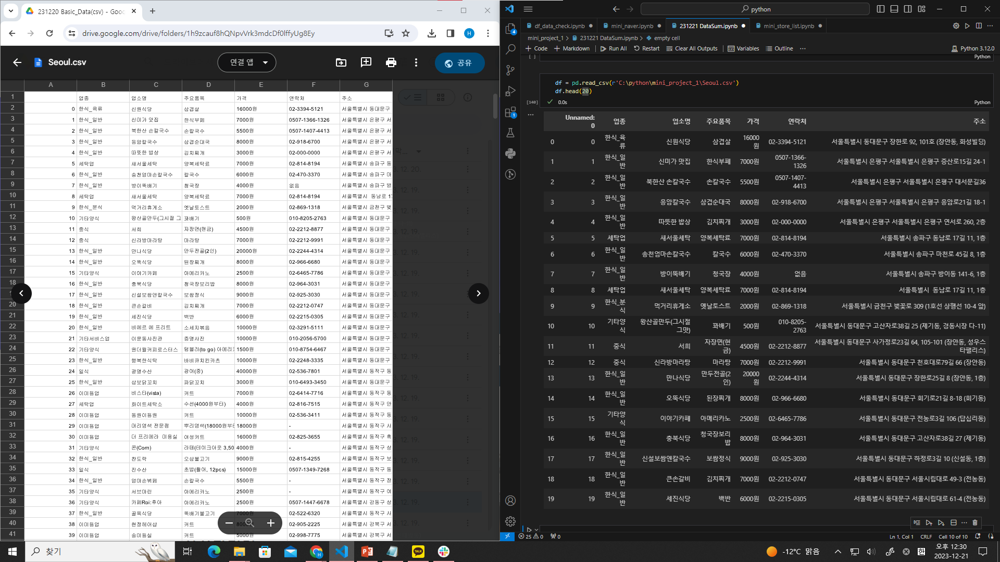 231220 Basic_Data(csv) - Goog
drive.google.com/drive/folders/1h9zcauf8hQNpvVrk3mdcDf0lffyUg8Ey
H
Seoul.csv
연결 앱
공유
A B C D E F G
1 업종 업소명 주요품목 가격 연락처 주소
2 0 한식_육류 신원식당 삼겹살 16000원 02-3394-5121 서울특별시 동대문구
3 1 한식_일반 신미가 맛집 한식부페 7000원 0507-1366-1326 서울특별시 은평구 서
4 2 한식_일반 북한산 손칼국수 손칼국수 5500원 0507-1407-4413 서울특별시 은평구 서
5 3 한식_일반 응암칼국수 삼겹순대국 8000원 02-918-6700 서울특별시 은평구 서
6 4 한식_일반 따뜻한 밥상 김치찌개 3000원 02-000-0000 서울특별시 은평구 서
7 5 세탁업 새서울세탁 양복세탁료 7000원 02-814-8194 서울특별시 송파구 동
8 6 한식_일반 송천엄마손칼국수 칼국수 6000원 02-470-3370 서울특별시 송파구 마
9 7 한식_일반 방이뚝배기 청국장 4000원 없음 서울특별시 송파구 방
10 8 세탁업 새서울세탁 양복세탁료 7000원 02-814-8194 서울특별시  동남로 17
11 9 한식_분식 먹거리휴게소 옛날토스트 2000원 02-869-1318 서울특별시 금천구 벚
12 10 기타양식 왕산골만두(그시절 그 꽈배기 500원 010-8205-2763 서울특별시 동대문구
13 11 중식 서희 자장면(현금) 4500원 02-2212-8877 서울특별시 동대문구
14 12 중식 신라방마라탕 마라탕 7000원 02-2212-9991 서울특별시 동대문구
15 13 한식_일반 만나식당 만두전골(2인) 20000원 02-2244-4314 서울특별시 동대문구
16 14 한식_일반 오뚝식당 된장찌개 8000원 02-966-6680 서울특별시 동대문구
17 15 기타양식 이야기카페 아메리카노 2500원 02-6465-7786 서울특별시 동대문구
18 16 한식_일반 충북식당 청국장보리밥 8000원 02-964-3031 서울특별시 동대문구
17 한식_일반 신설보쌈앤칼국수 보쌈정식 9000원 02-925-3030 서울특별시 동대문구
20 18 한식_일반 큰손갈비 김치찌개 7000원 02-2212-0747 서울특별시 동대문구
21 19 한식_일반 세진식당 백반 6000원 02-2215-0305 서울특별시 동대문구
22 20 한식_일반 비에르 에 프리트 소세지볶음 10000원 02-3291-5111 서울특별시 동대문구
23 21 기타서비스업 이문동사진관 증명사진 10000원 010-2056-5700 서울특별시 동대문구
24 22 기타양식 원더월커피로스터스 텀블러(to go) 아메리카 1500원 010-8754-6467 서울특별시 동대문구
25 23 한식_일반 행복한식탁 바비큐치킨카츠 10000원 02-2248-3335 서울특별시 동대문구
26 24 일식 광명수산 광어(중) 40000원 02-536-7801 서울특별시 동작구 동
27 25 한식_일반 삼보닭꼬치 파닭꼬치 3000원 010-6493-3450 서울특별시 동대문구
28 26 이미용업 비스타(vista) 커트 7000원 02-6414-7716 서울특별시 동작구 동
29 27 세탁업 화이트세탁소 수선(4000원부터) 4000원 02-816-7515 서울특별시 동작구 만
30 28 이미용업 동원이용원 커트 10000원 02-536-3411 서울특별시 동작구 동
31 29 이미용업 머리염색 전문점 뿌리염색(18000원부터 18000원 - 서울특별시 동작구 사
32 30 이미용업 더 프리메라  미용실 여성커트 16000원 02-825-3655 서울특별시 동작구 흑
33 31 기타양식 콘(Corn) 라떼(테이크아웃 3,50 4000원 - 서울특별시 동작구 상
34 32 한식_일반 찬도락 오삼불고기 9000원 02-815-4255 서울특별시 동작구 보
35 33 일식 진수산 초밥(활어, 12pcs) 15000원 0507-1349-7268 서울특별시 동작구 동
36 34 한식_일반 엄마손뷔페 손칼국수 5500원 - 서울특별시 동작구 장
37 35 기타양식 서브마린 아메리카노 2500원 - 서울특별시 동작구 여
38 36 기타양식 카페Roi:후아 아메리카노 2500원 0507-1447-6678 서울특별시 강동구 상
39 37 한식_일반 골목식당 뚝배기불고기 7000원 02-522-6320 서울특별시 동작구 사
40 38 이미용업 현정헤어샵 커트 02-905-2225 서울특별시 강북구 서
41 39 이미용업 송미용실 커트 5000원 02-998-7775 서울특별시 강북구 서
python
df_data_check.ipynb mini_naver.ipynb 231221 DataSum.ipynb mini_store_list.ipynb
mini_project_1 > 231221 DataSum.ipynb > empty cell
Code Markdown Run All Restart Clear All Outputs Variables Outline ... Python 3.12.0
[ ] Python
df = pd.read_csv(r'C:\python\mini_project_1\Seoul.csv')
df.head(20)
[140] 0.0s Python
Unnamed: 0 업종 업소명 주요품목 가격 연락처 주소
0 0 한식_육류 신원식당 삼겹살 16000원 02-3394-5121 서울특별시 동대문구 장한로 92, 101호 (장안동, 화성빌딩)
1 1 한식_일반 신미가 맛집 한식부페 7000원 0507-1366-1326 서울특별시 은평구 서울특별시 은평구 증산로15길 24-1
2 2 한식_일반 북한산 손칼국수 손칼국수 5500원 0507-1407-4413 서울특별시 은평구 서울특별시 은평구 대서문길36
3 3 한식_일반 응암칼국수 삼겹순대국 8000원 02-918-6700 서울특별시 은평구 서울특별시 은평구 응암로21길 18-1
4 4 한식_일반 따뜻한 밥상 김치찌개 3000원 02-000-0000 서울특별시 은평구 서울특별시 은평구 연서로 260, 2층
5 5 세탁업 새서울세탁 양복세탁료 7000원 02-814-8194 서울특별시 송파구 동남로 17길 11, 1층
6 6 한식_일반 송천엄마손칼국수 칼국수 6000원 02-470-3370 서울특별시 송파구 마천로 45길 8, 1층
7 7 한식_일반 방이뚝배기 청국장 4000원 없음 서울특별시 송파구 방이동 141-6, 1층
8 8 세탁업 새서울세탁 양복세탁료 7000원 02-814-8194 서울특별시  동남로 17길 11, 1층
9 9 한식_분식 먹거리휴게소 옛날토스트 2000원 02-869-1318 서울특별시 금천구 벚꽃로 309 (1호선 상행선 10-4 앞)
10 10 기타양식 왕산골만두(그시절 그맛) 꽈배기 500원 010-8205-2763 서울특별시 동대문구 고산자로38길 25 (제기동, 경동시장 다-11)
11 11 중식 서희 자장면(현금) 4500원 02-2212-8877 서울특별시 동대문구 사가정로23길 64, 105-101 (장안동, 성우스타팰리스)
12 12 중식 신라방마라탕 마라탕 7000원 02-2212-9991 서울특별시 동대문구 천호대로79길 66 (장안동)
13 13 한식_일반 만나식당 만두전골(2인) 20000원 02-2244-4314 서울특별시 동대문구 장한로25길 8 (장안동, 1층)
14 14 한식_일반 오뚝식당 된장찌개 8000원 02-966-6680 서울특별시 동대문구 회기로21길 8-18 (회기동)
15 15 기타양식 이야기카페 아메리카노 2500원 02-6465-7786 서울특별시 동대문구 전농로3길 106 (답십리동)
16 16 한식_일반 충북식당 청국장보리밥 8000원 02-964-3031 서울특별시 동대문구 고산자로38길 27 (제기동)
17 17 한식_일반 신설보쌈앤칼국수 보쌈정식 9000원 02-925-3030 서울특별시 동대문구 하정로3길 10 (신설동, 1층)
18 18 한식_일반 큰손갈비 김치찌개 7000원 02-2212-0747 서울특별시 동대문구 서울시립대로 49-3 (전농동)
19 19 한식_일반 세진식당 백반 6000원 02-2215-0305 서울특별시 동대문구 서울시립대로 61-4 (전농동)
25 0 0 Ln 1, Col 1 CRLF Cell 10 of 10
찾기
-12°C 맑음
오후 12:30
2023-12-21